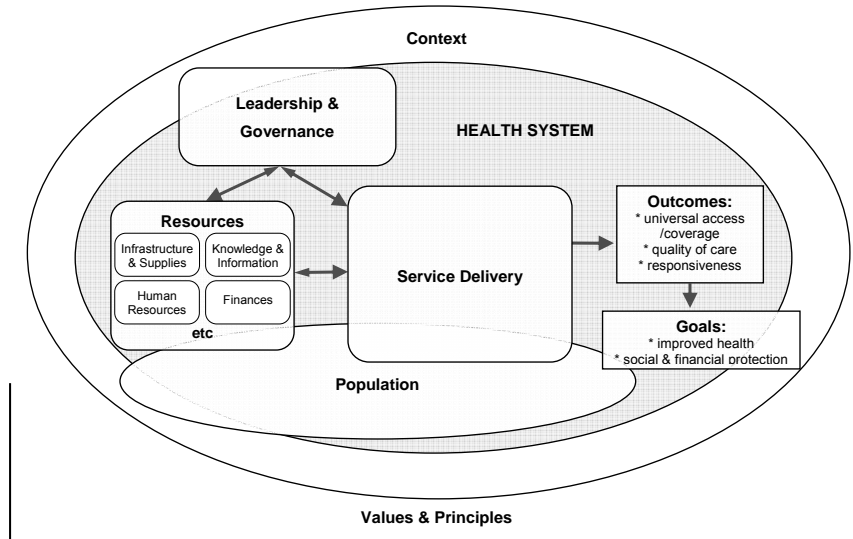 Context
Leadership &
Governance
HEALTH SYSTEM
Resources
Infrastructure
& Supplies
Knowledge &
Information
Human
Resources
Finances
etc
Service Delivery
Outcomes:
* universal access
/coverage
* quality of care
* responsiveness
Goals:
* improved health
* social & financial protection
Population
Values & Principles